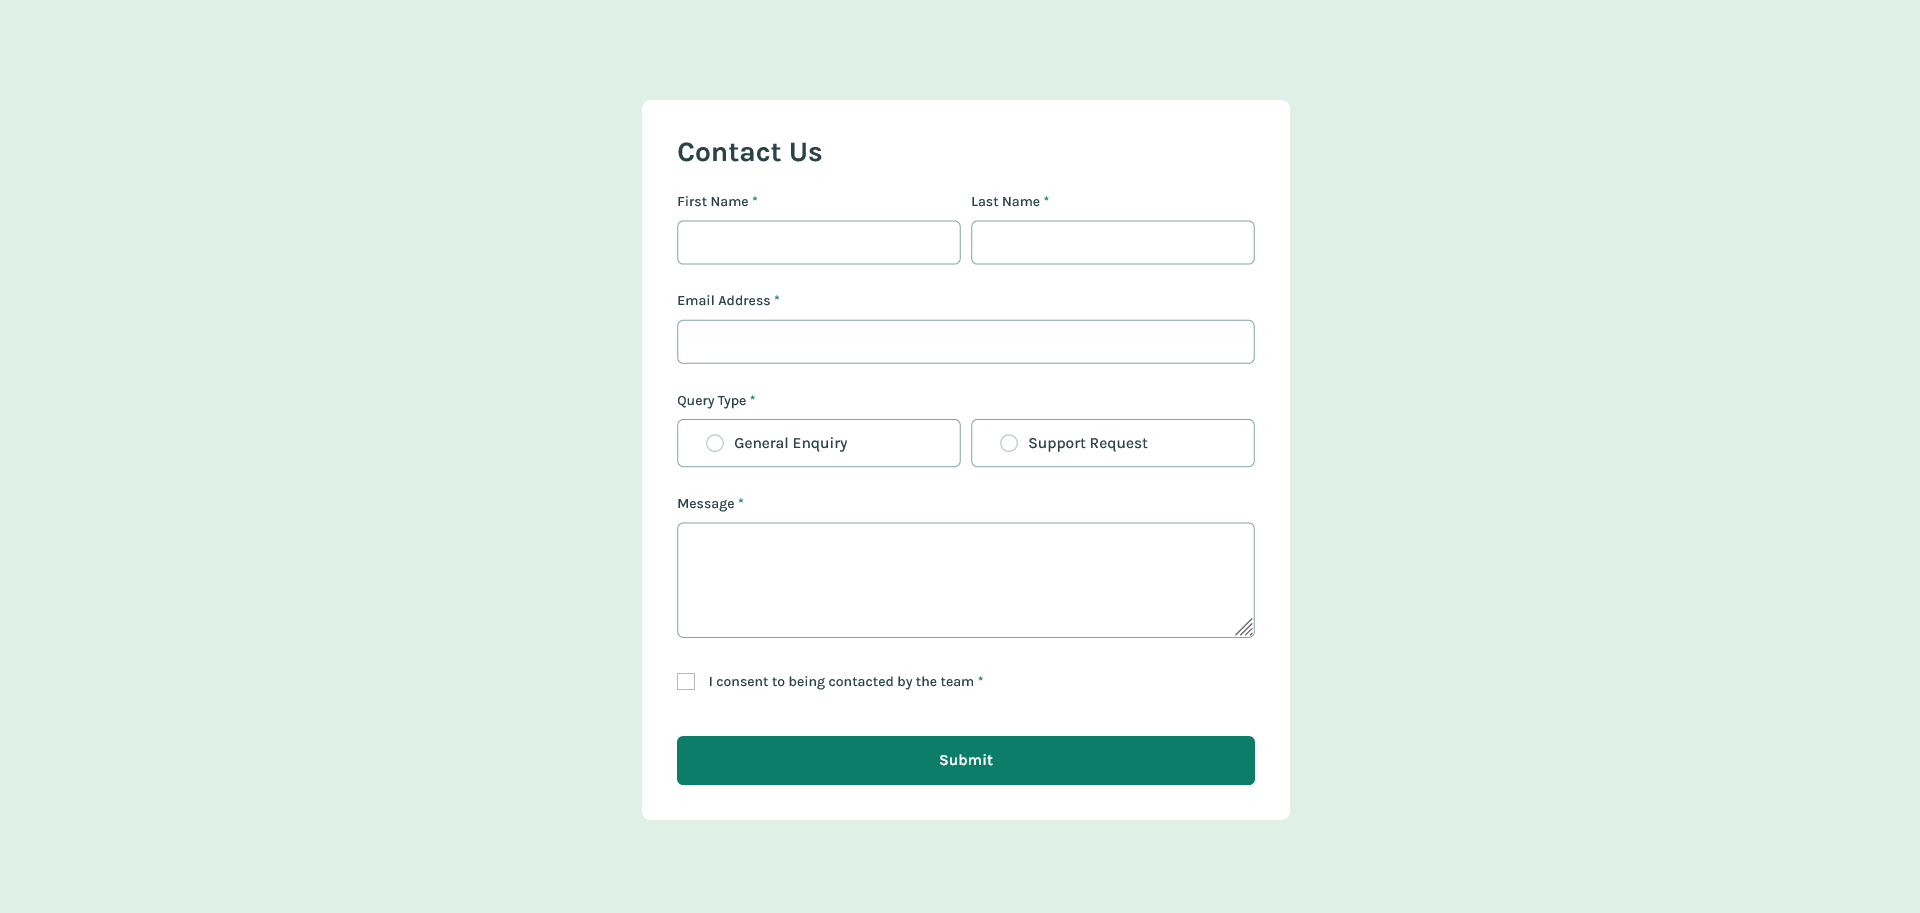 Contact Us
First Name * Last Name *
Email Address *
Query Type *
General Enquiry Support Request
Message *
I consent to being contacted by the team *
Submit